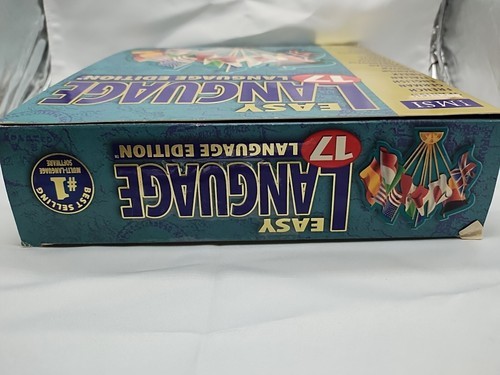 EASY
LANGUAGE
17
LANGUAGE EDITION
IMSI
EASY
LANGUAGE
17
LANGUAGE EDITION
BEST SELLING
#1
MULTI-LANGUAGE
SOFTWARE